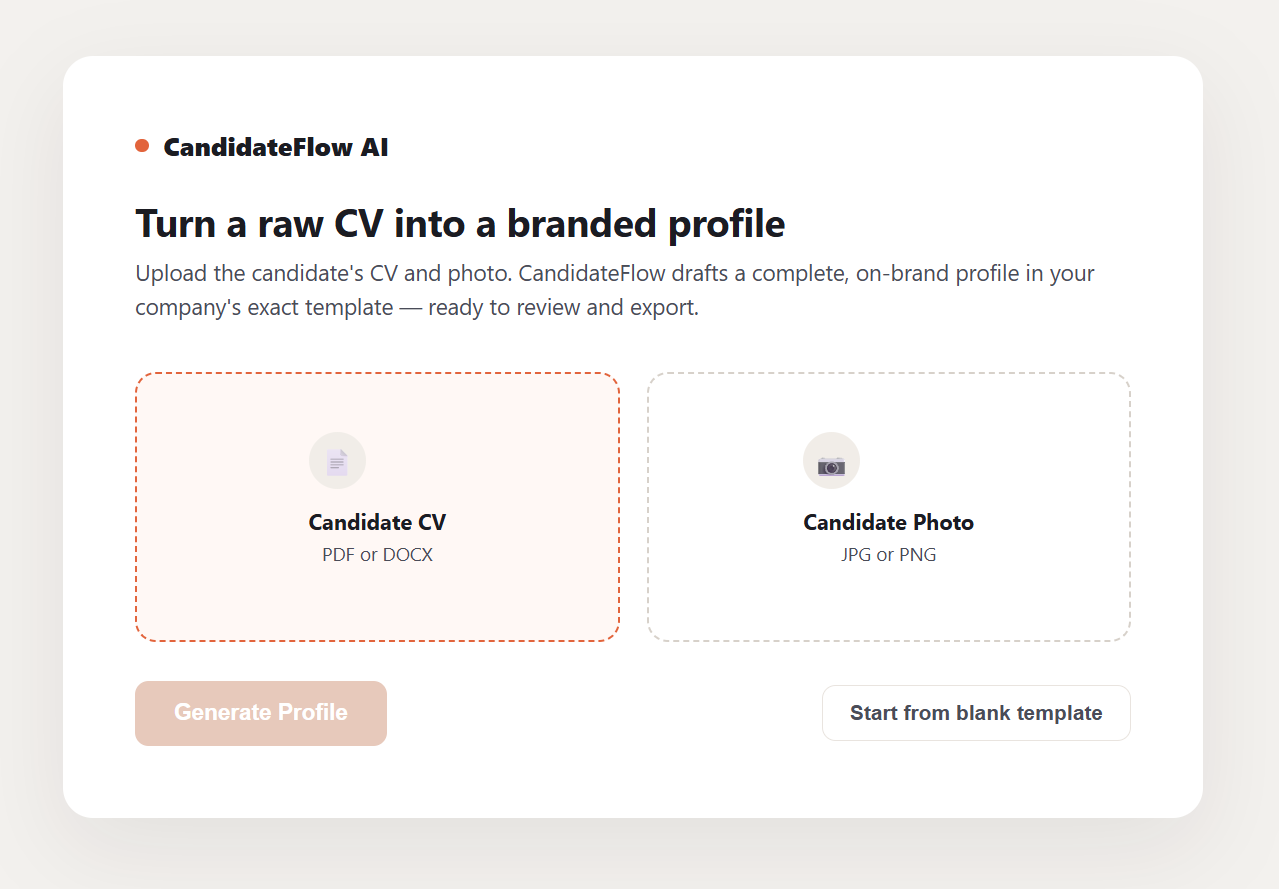 CandidateFlow AI
Turn a raw CV into a branded profile
Upload the candidate's CV and photo. CandidateFlow drafts a complete, on-brand profile in your
company's exact template — ready to review and export.
Candidate CV
PDF or DOCX
Candidate Photo
JPG or PNG
Generate Profile
Start from blank template